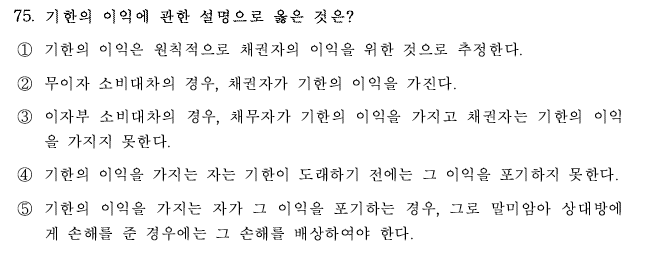 75. 기한의 이익에 관한 설명으로 옳은 것은?
① 기한의 이익은 원칙적으로 채권자의 이익을 위한 것으로 추정한다.
② 무이자 소비대차의 경우, 채권자가 기한의 이익을 가진다.
③ 이자부 소비대차의 경우, 채무자가 기한의 이익을 가지고 채권자는 기한의 이익
을 가지지 못한다.
④ 기한의 이익을 가지는 자는 기한이 도래하기 전에는 그 이익을 포기하지 못한다.
⑤ 기한의 이익을 가지는 자가 그 이익을 포기하는 경우, 그로 말미암아 상대방에
게 손해를 준 경우에는 그 손해를 배상하여야 한다.